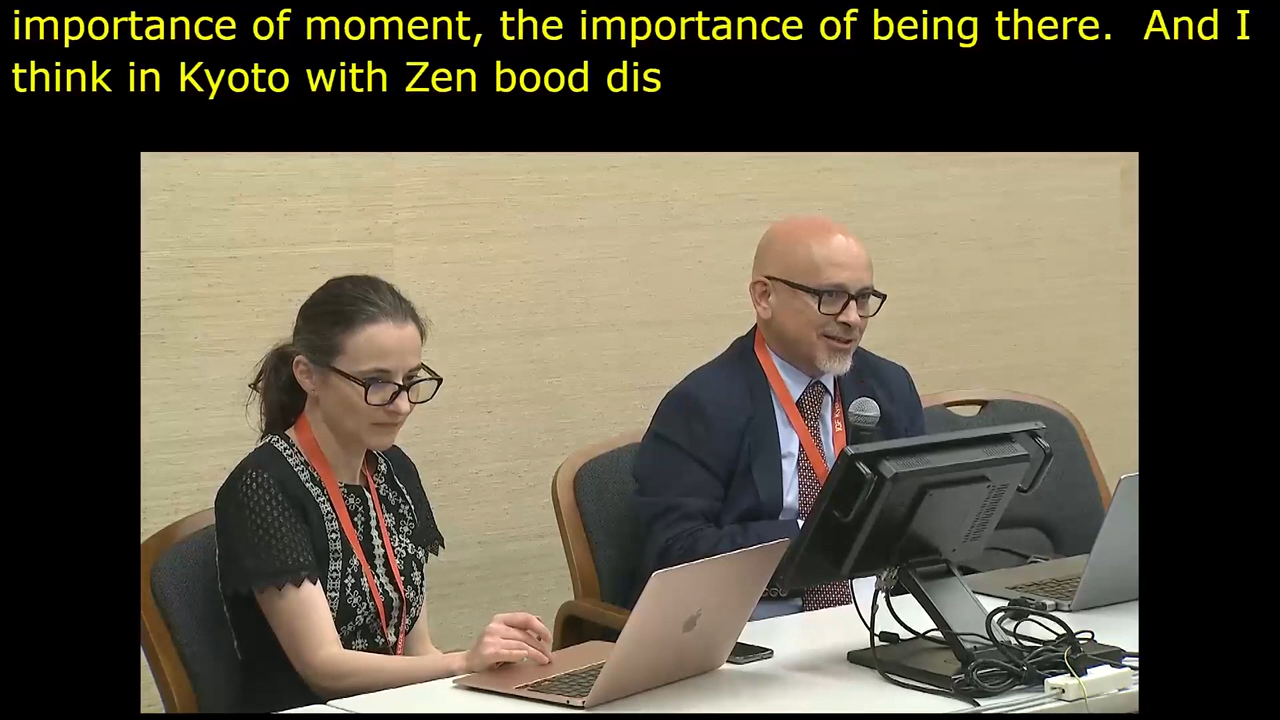 importance of moment, the importance of being there.  And I
think in Kyoto with Zen bood dis